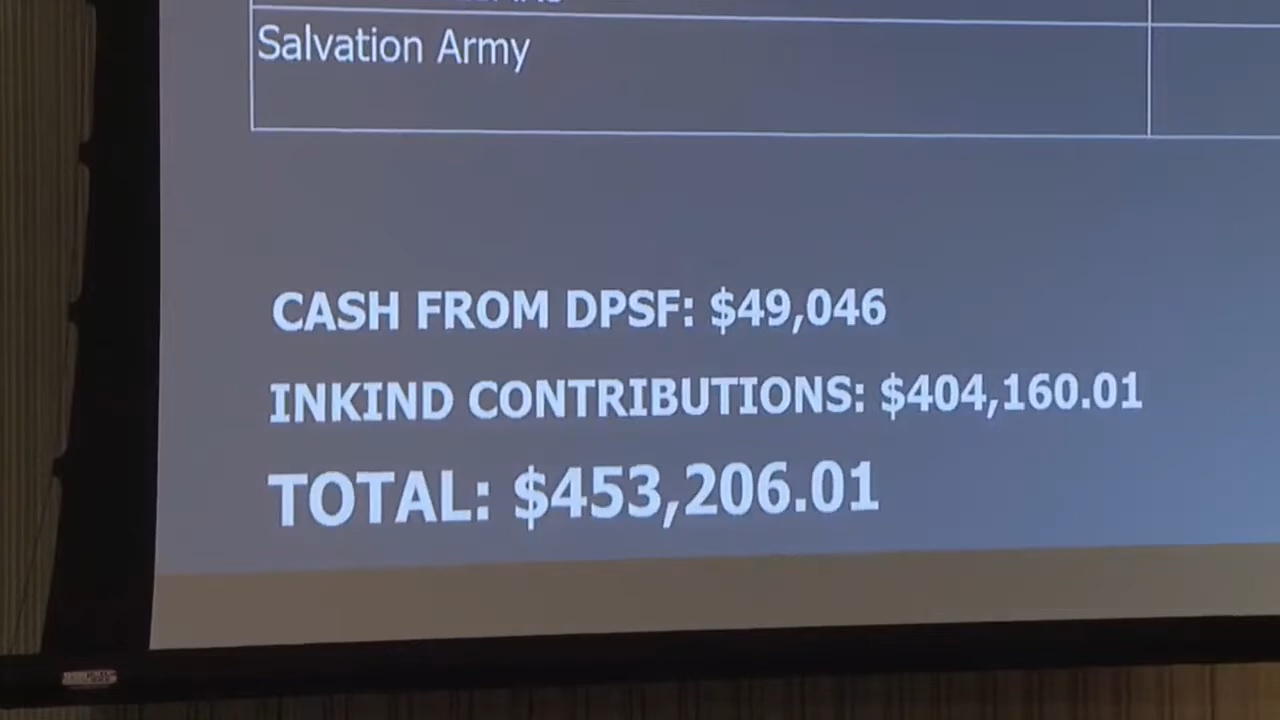 Salvation Army
CASH FROM DPSF: $49,046
INKIND CONTRIBUTIONS: $404,160.01
TOTAL: $453,206.01